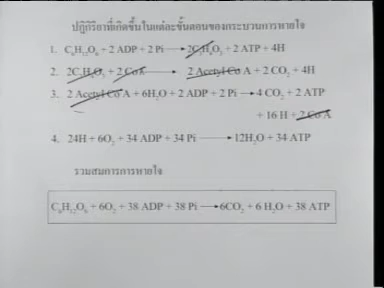 ปฏิกิริยาที่เกิดขึ้นในแต่ละขั้นตอนของกระบวนการหายใจ
1. C₆H₁₂O₆ + 2 ADP + 2 Pi ⟶ 2C₃H₄O₃ + 2 ATP + 4H
2. 2C₃H₄O₃ + 2 CoA ⟶ 2 Acetyl Co A + 2 CO₂ + 4H
3. 2 Acetyl Co A + 6H₂O + 2 ADP + 2 Pi ⟶ 4 CO₂ + 2 ATP
+ 16 H + 2 Co A
4. 24H + 6O₂ + 34 ADP + 34 Pi ⟶ 12H₂O + 34 ATP
รวมสมการการหายใจ
C₆H₁₂O₆ + 6O₂ + 38 ADP + 38 Pi ⟶ 6CO₂ + 6 H₂O + 38 ATP